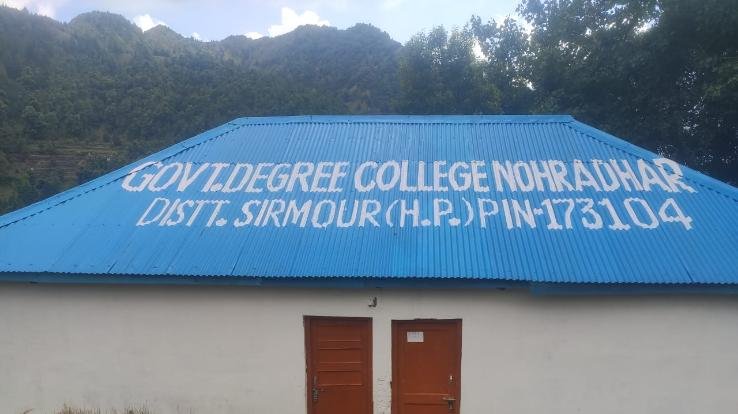 GOVT.DEGREE COLLEGE NOHRADHAR
DISTT. SIRMOUR (H.P.) PIN-173104